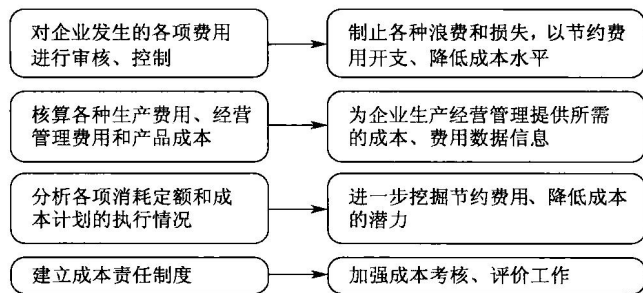 对企业发生的各项费用
进行审核、控制
制止各种浪费和损失，以节约费
用开支、降低成本水平
核算各种生产费用、经营
管理费用和产品成本
为企业生产经营管理提供所需
的成本、费用数据信息
分析各项消耗定额和成
本计划的执行情况
进一步挖掘节约费用、降低成本
的潜力
建立成本责任制度
加强成本考核、评价工作